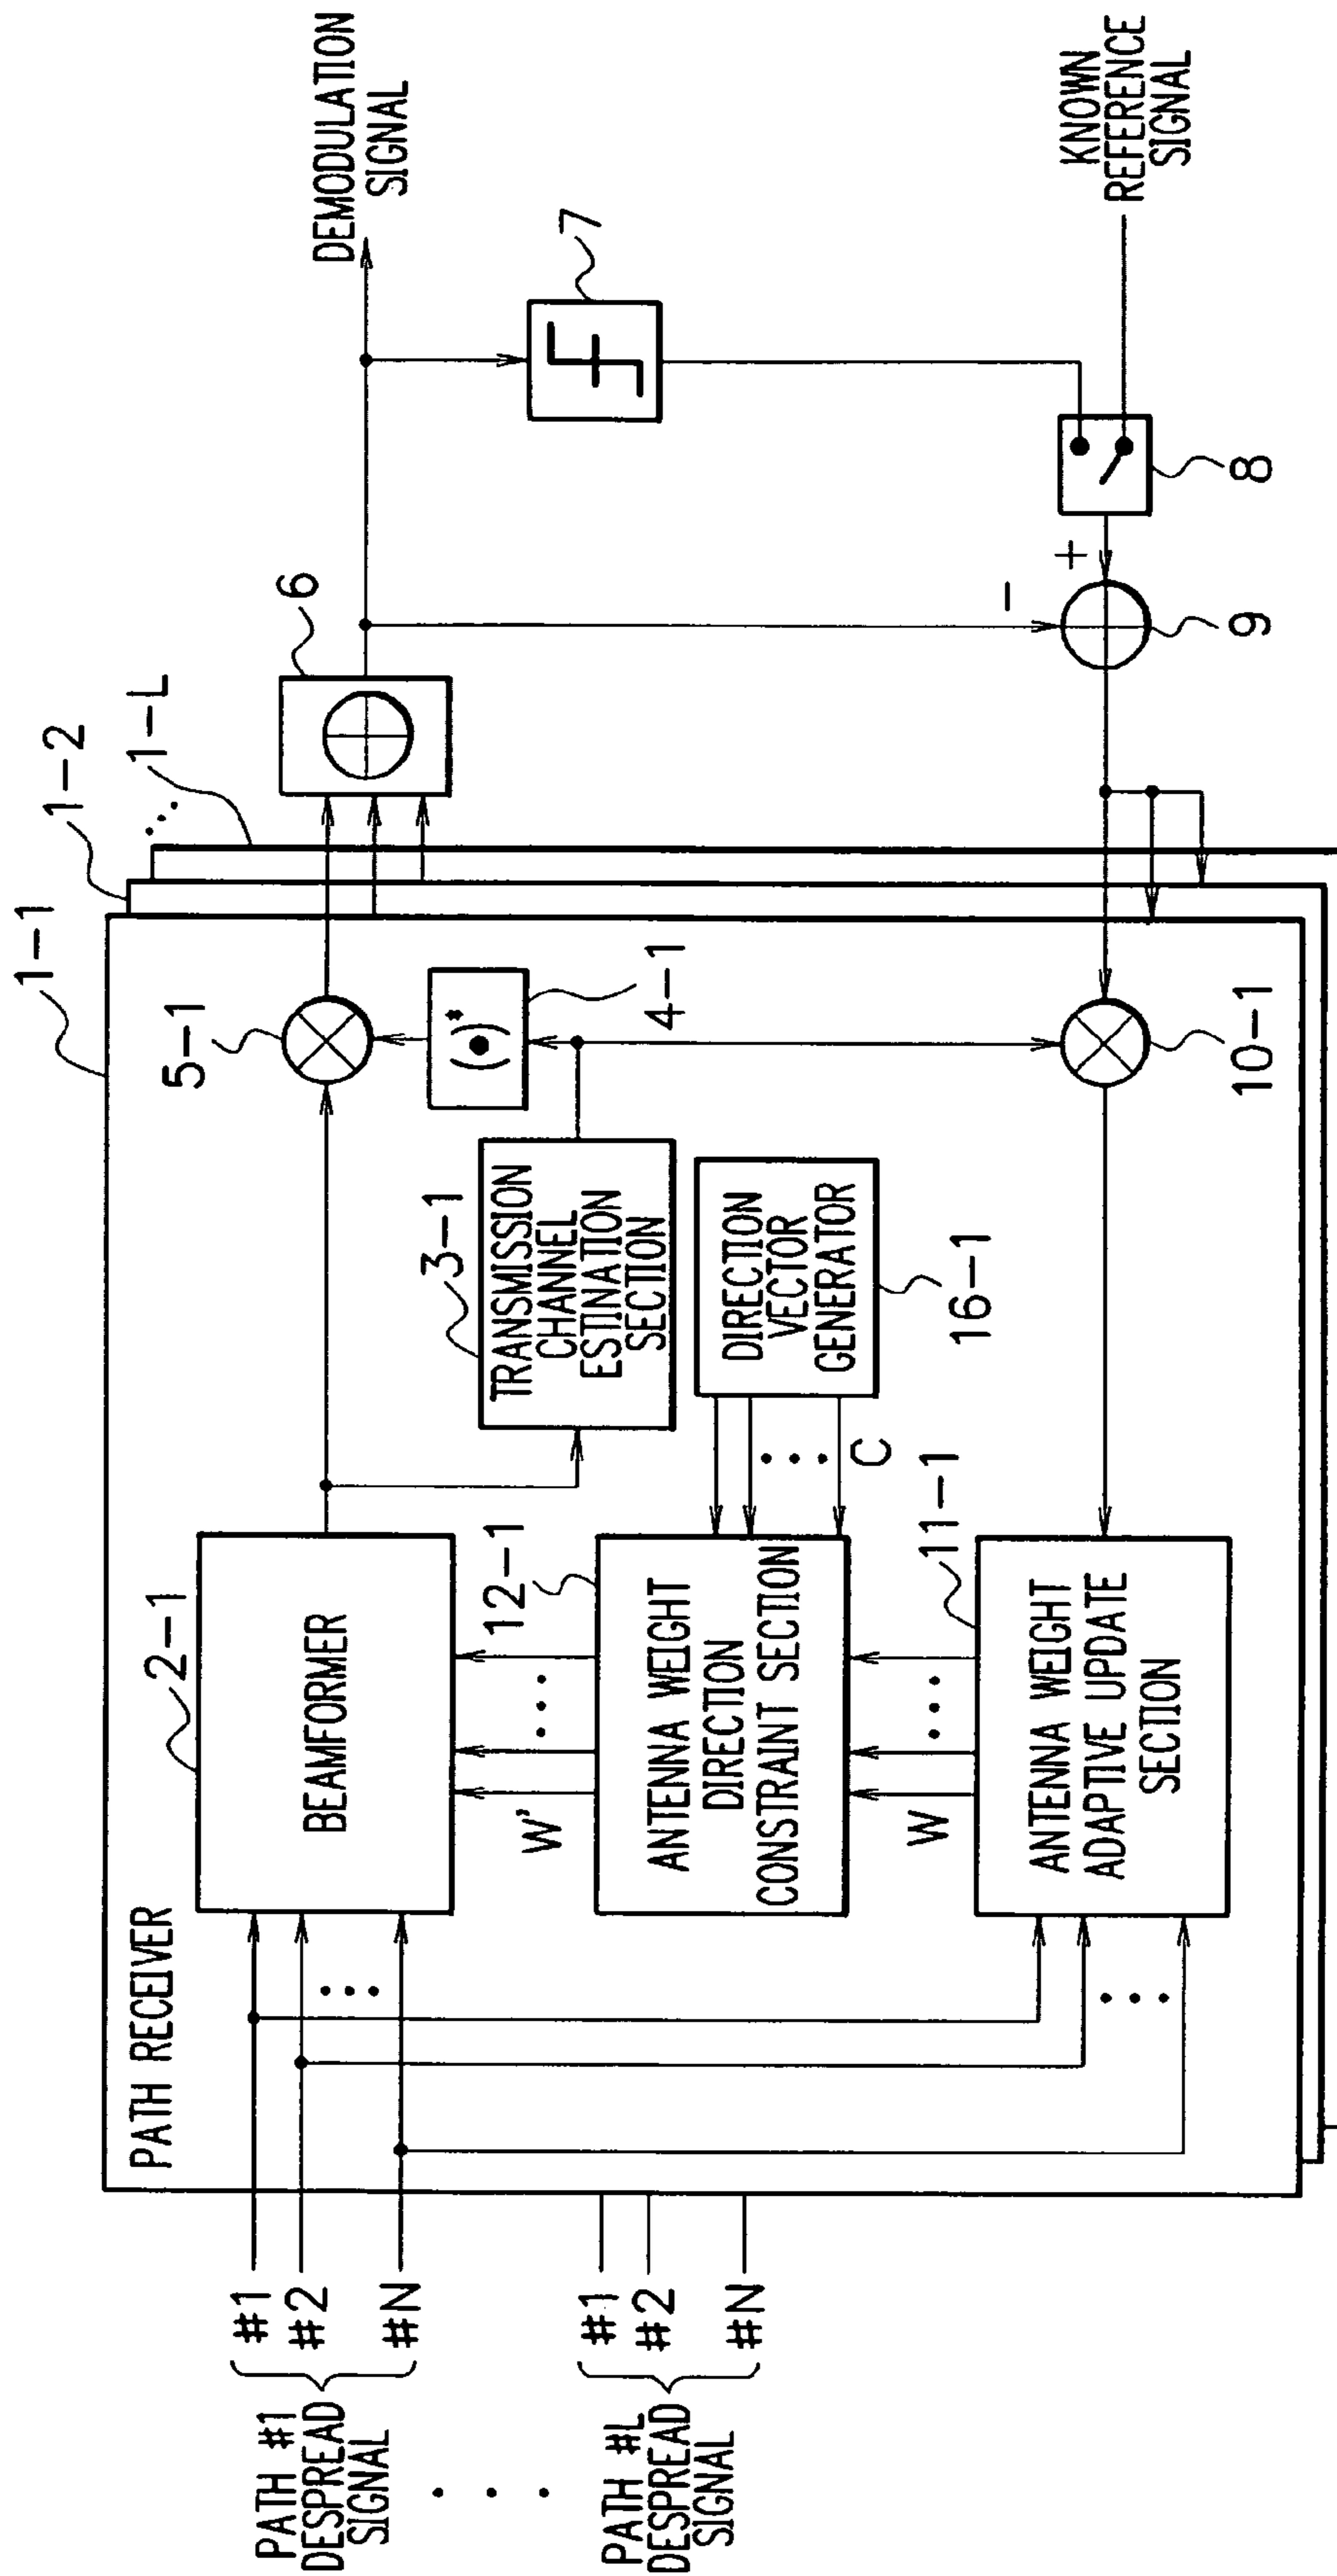 1-1
1-2
1-L
PATH RECEIVER
PATH #1
DESPREAD
SIGNAL
#1
#2
#N
PATH #L
DESPREAD
SIGNAL
#1
#2
#N
2-1
BEAMFORMER
W'
12-1
ANTENNA WEIGHT
DIRECTION
CONSTRAINT SECTION
W
11-1
ANTENNA WEIGHT
ADAPTIVE UPDATE
SECTION
3-1
TRANSMISSION
CHANNEL
ESTINATION
SECTION
C
DIRECTION
VECTOR
GENERATOR
16-1
5-1
(•)*
4-1
10-1
6
DEMODULATION
SIGNAL
7
-
+
8
9
KNOWN
REFERENCE
SIGNAL